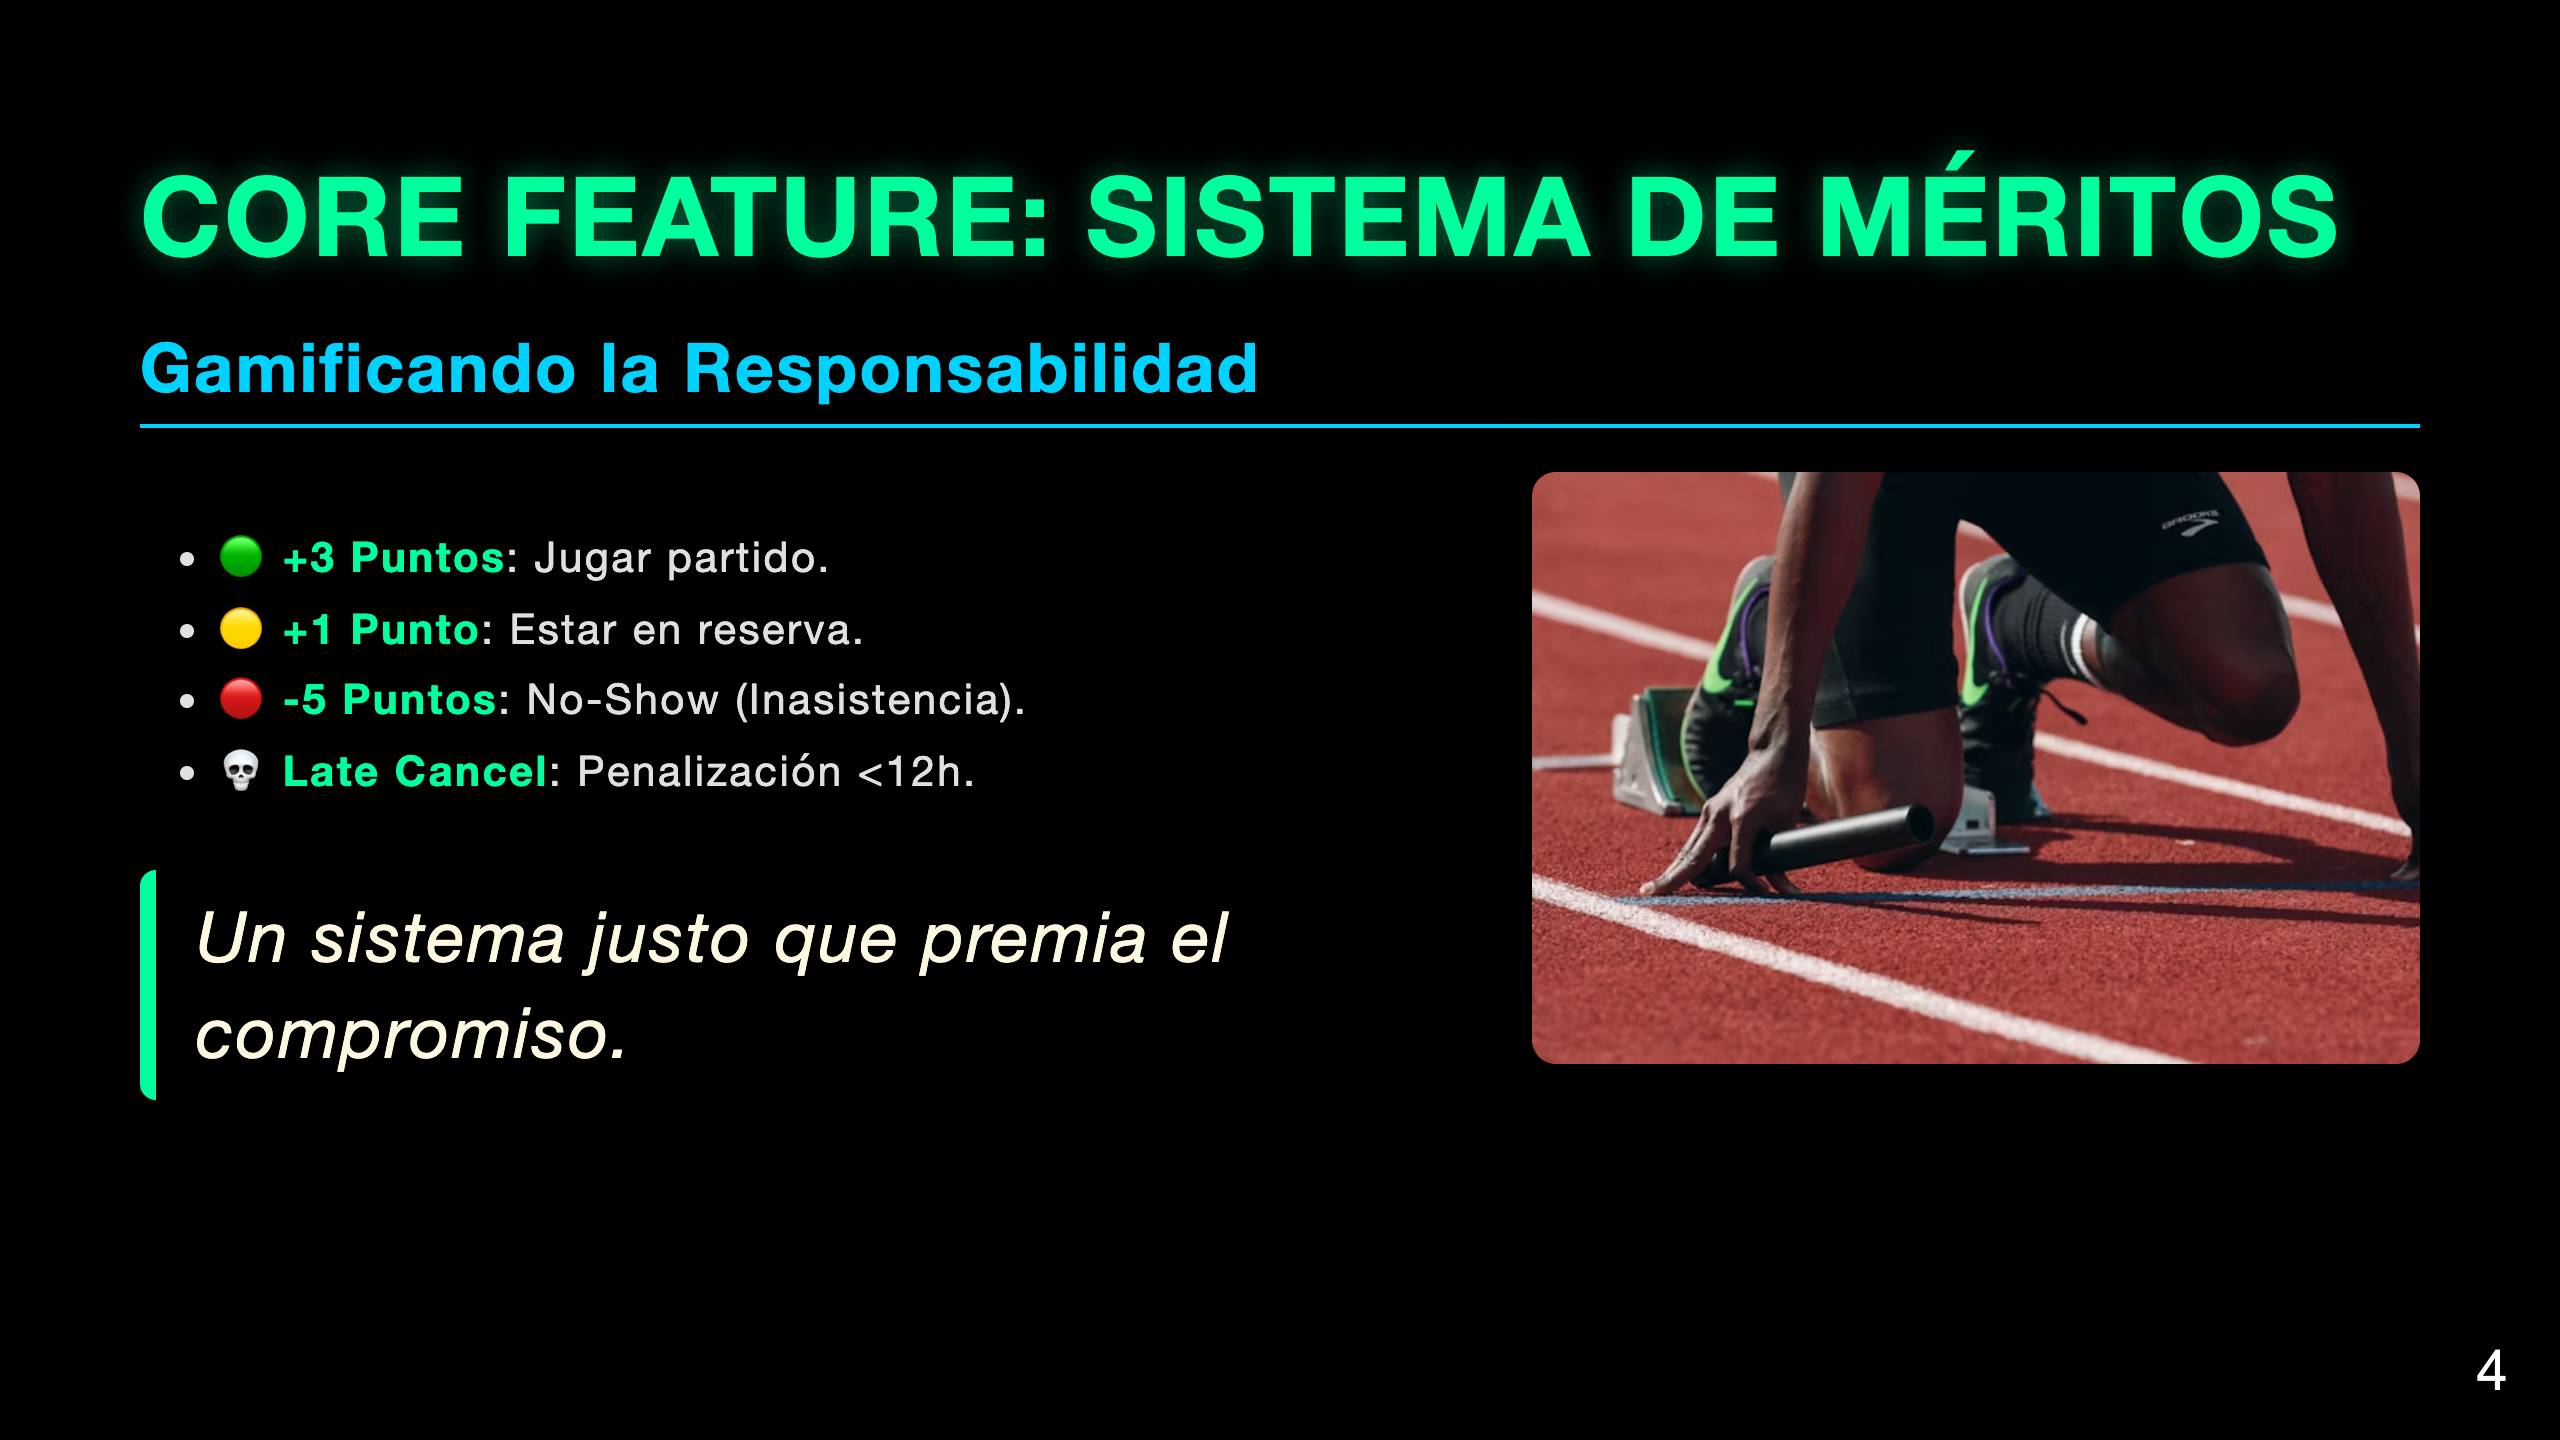 CORE FEATURE: SISTEMA DE MÉRITOS
Gamificando la Responsabilidad
• 🟢 +3 Puntos: Jugar partido.
• 🟡 +1 Punto: Estar en reserva.
• 🔴 -5 Puntos: No-Show (Inasistencia).
• 💀 Late Cancel: Penalización <12h.
Un sistema justo que premia el
compromiso.
BROOKS
4